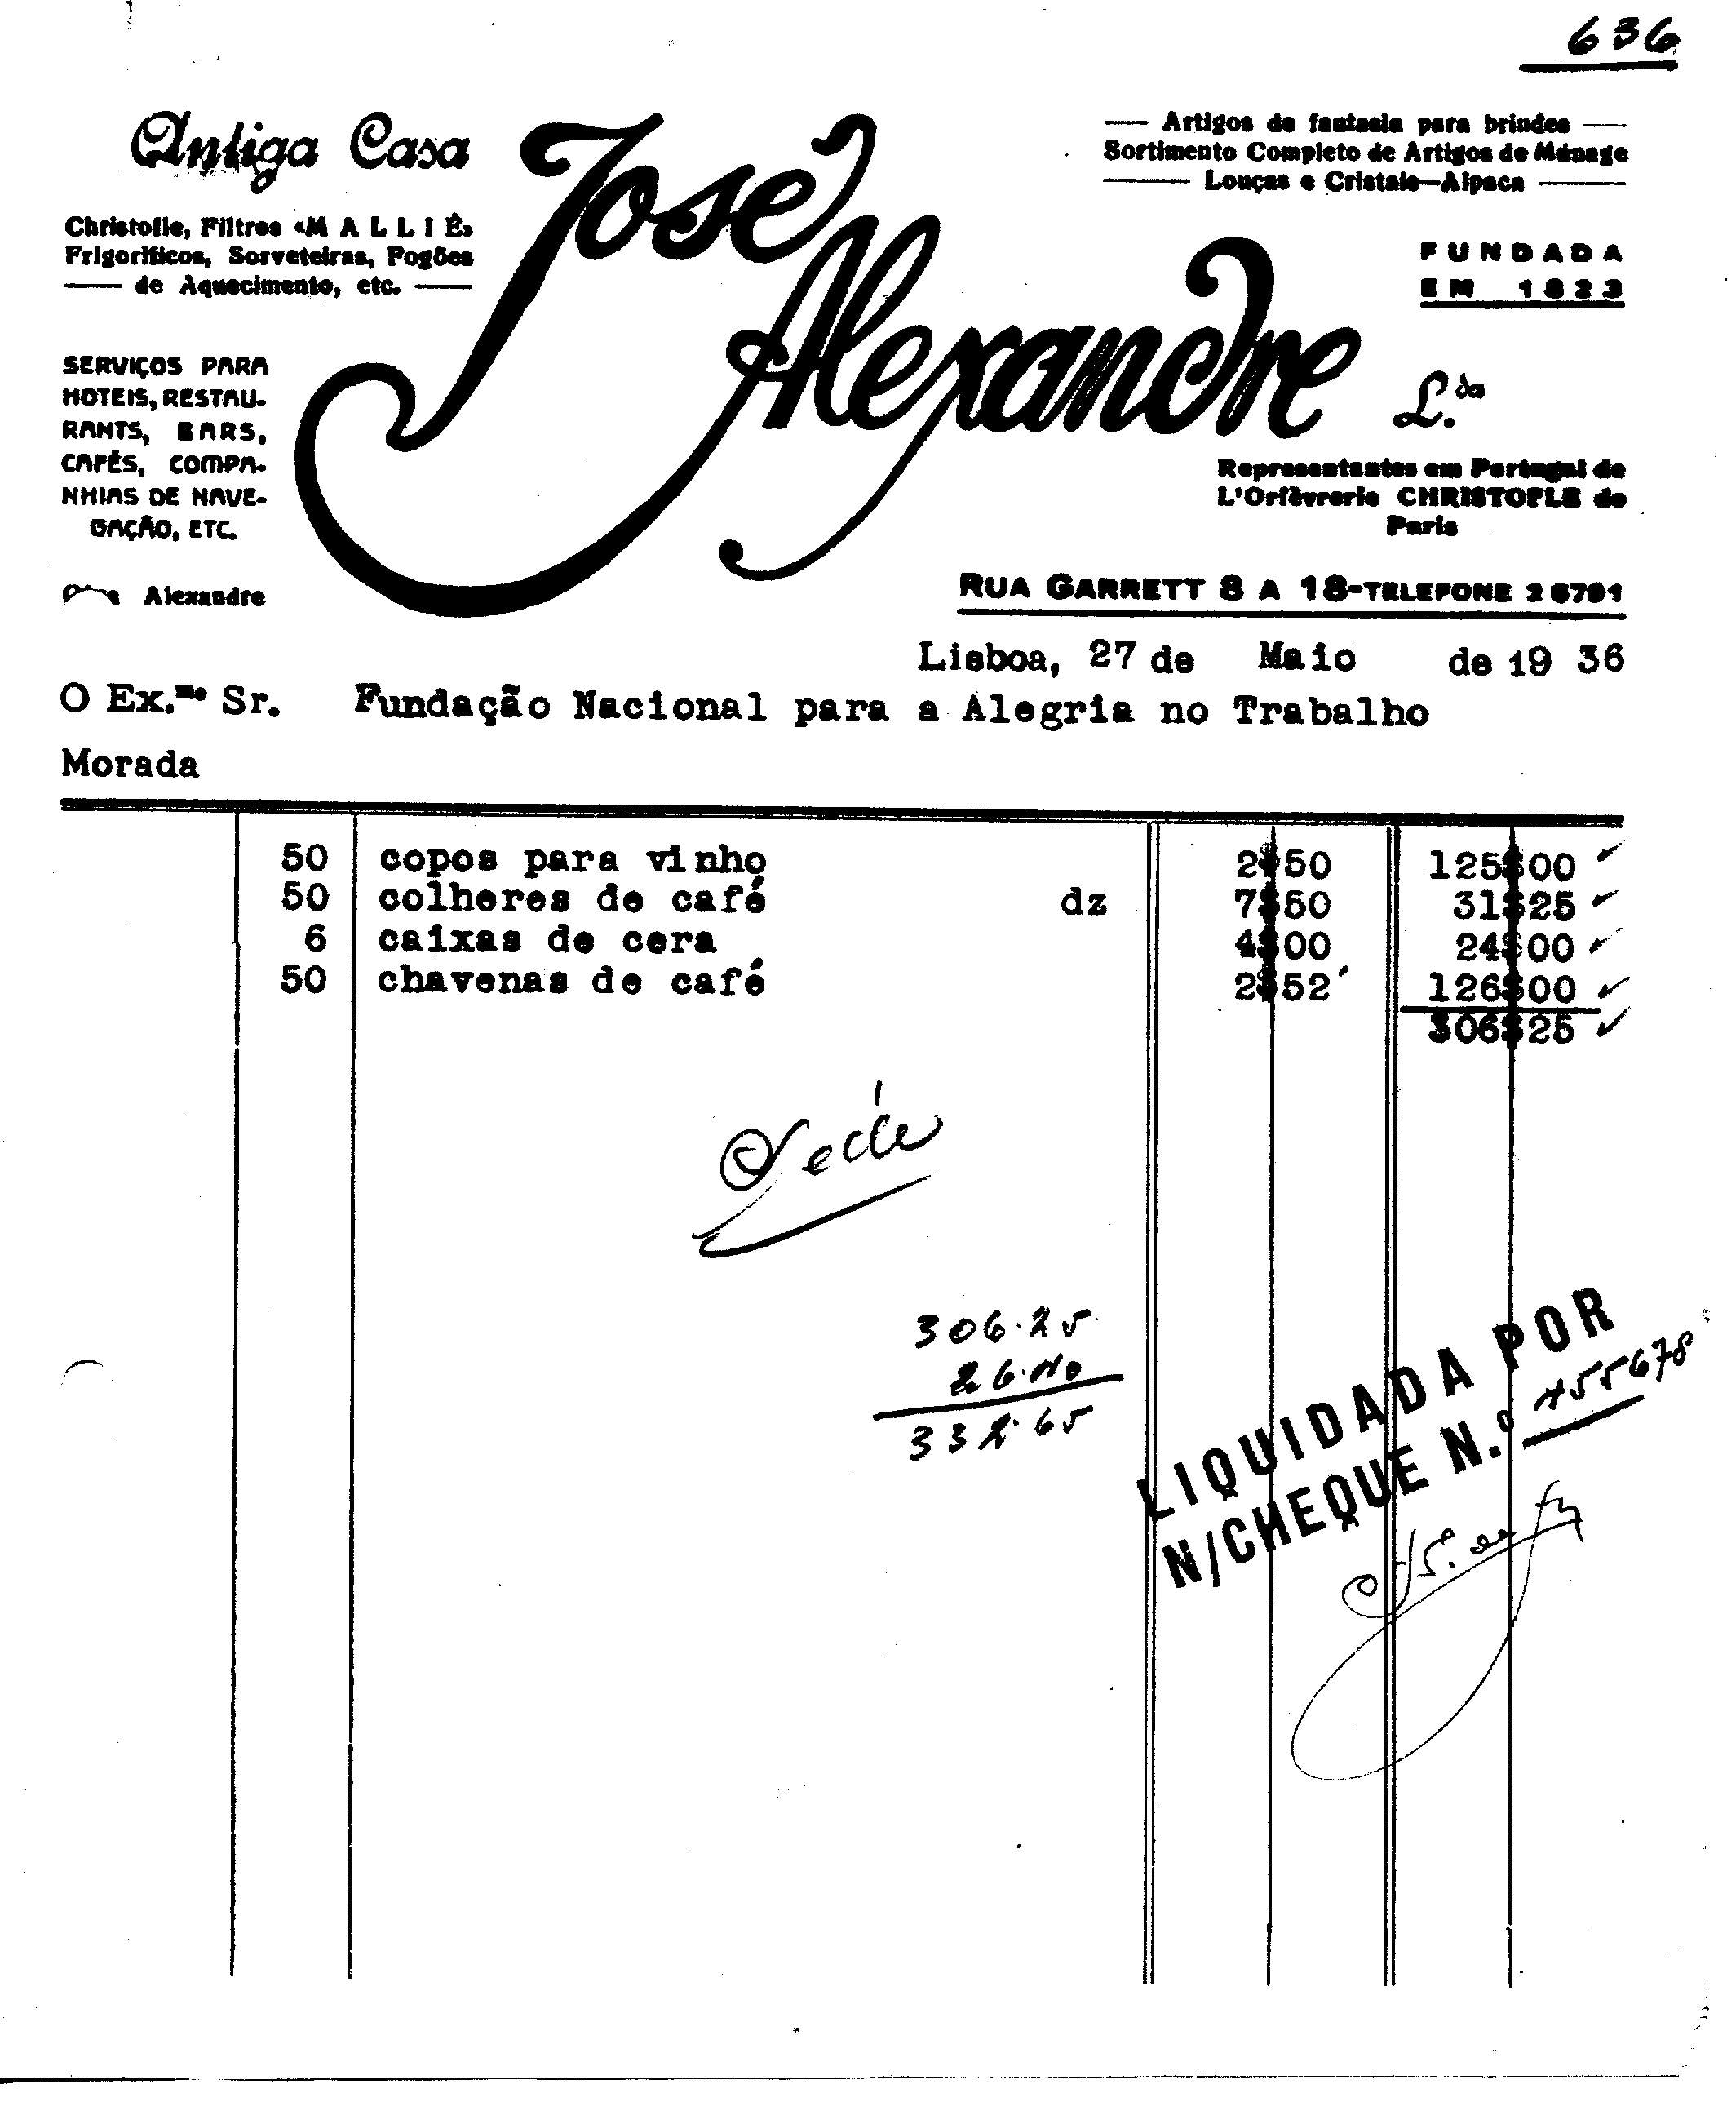 636
Antiga Casa
José Alexandre L.da
Christofle, Filtros «MALLIÊ»
Frigorificos, Sorveteiras, Fogões
de Aquecimento, etc.
— Artigos de fantasia para brindes —
Sortimento Completo de Artigos de Ménage
— Louças e Cristais—Alpaca —
FUNDADA
EM 1823
SERVIÇOS PARA
HOTEIS, RESTAU-
RANTS, BARS,
CAFÉS, COMPA-
NHIAS DE NAVE-
GAÇÃO, ETC.
Alexandre
Representantes em Portugal de
L'Orfèvrerie CHRISTOFLE de
Paris
RUA GARRETT 8 A 18-TELEFONE 2 6791
Lisboa, 27 de Maio de 19 36
O Ex.mo Sr. Fundação Nacional para a Alegria no Trabalho
Morada
50 copos para vinho 2$50 125$00
50 colheres de café dz 7$50 31$25
6 caixas de cera 4$00 24$00
50 chavenas de café 2$52 126$00
306$25
Séde
306.25
26.40
332.65
LIQUIDADA POR
N/CHEQUE N.º 455678